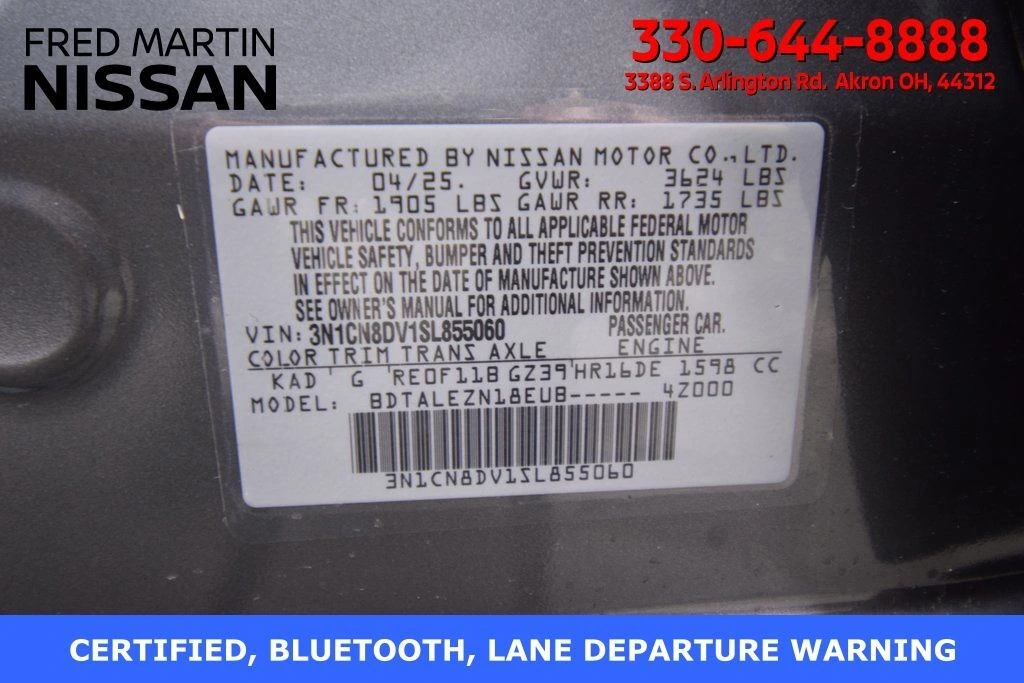 FRED MARTIN
NISSAN
330-644-8888
3388 S. Arlington Rd. Akron OH, 44312
MANUFACTURED BY NISSAN MOTOR CO.,LTD.
DATE: 04/25. GVWR: 3624 LBS
GAWR FR: 1905 LBS GAWR RR: 1735 LBS
THIS VEHICLE CONFORMS TO ALL APPLICABLE FEDERAL MOTOR
VEHICLE SAFETY, BUMPER AND THEFT PREVENTION STANDARDS
IN EFFECT ON THE DATE OF MANUFACTURE SHOWN ABOVE.
SEE OWNER'S MANUAL FOR ADDITIONAL INFORMATION.
VIN: 3N1CN8DV1SL855060 PASSENGER CAR.
COLOR TRIM TRANS AXLE ENGINE
KAD G RE0F11B GZ39 HR16DE 1598 CC
MODEL: BDTALEZN18EUB----- 4Z000
3N1CN8DV1SL855060
CERTIFIED, BLUETOOTH, LANE DEPARTURE WARNING